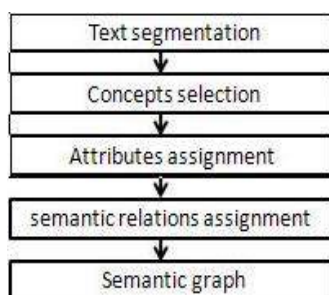 Text segmentation
Concepts selection
Attributes assignment
semantic relations assignment
Semantic graph